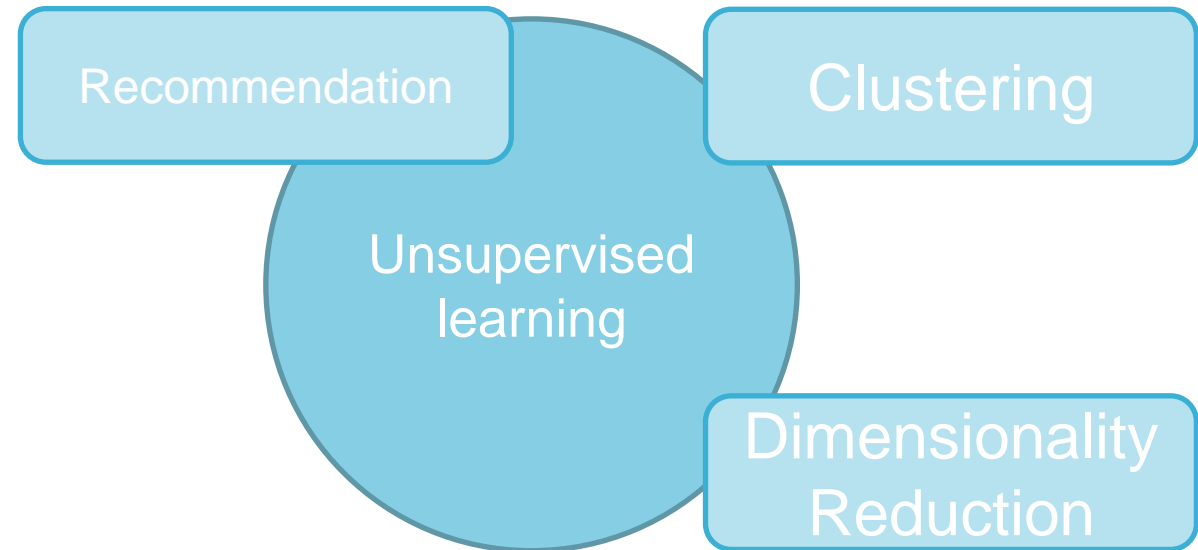 Recommendation
Clustering
Unsupervised
learning
Dimensionality
Reduction